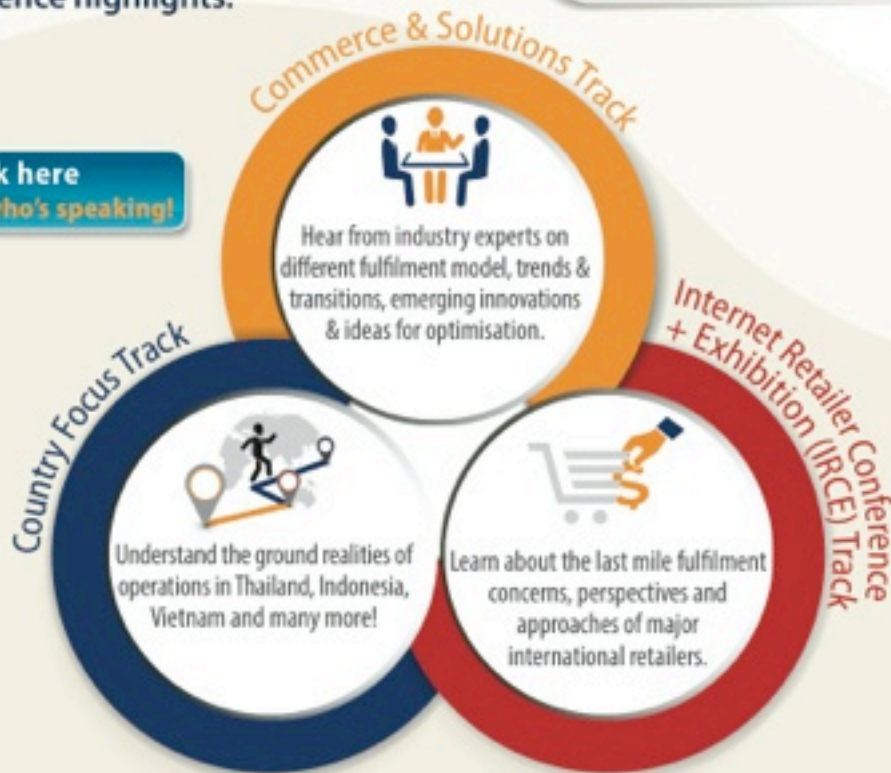 highlights.
Commerce & Solutions Track
here
who's speaking!
Hear from industry experts on
different fulfilment model, trends &
transitions, emerging innovations
& ideas for optimisation.
Country Focus Track
Understand the ground realities of
operations in Thailand, Indonesia,
Vietnam and many more!
Internet Retailer Conference
+ Exhibition (IRCE) Track
Learn about the last mile fulfilment
concerns, perspectives and
approaches of major
international retailers.